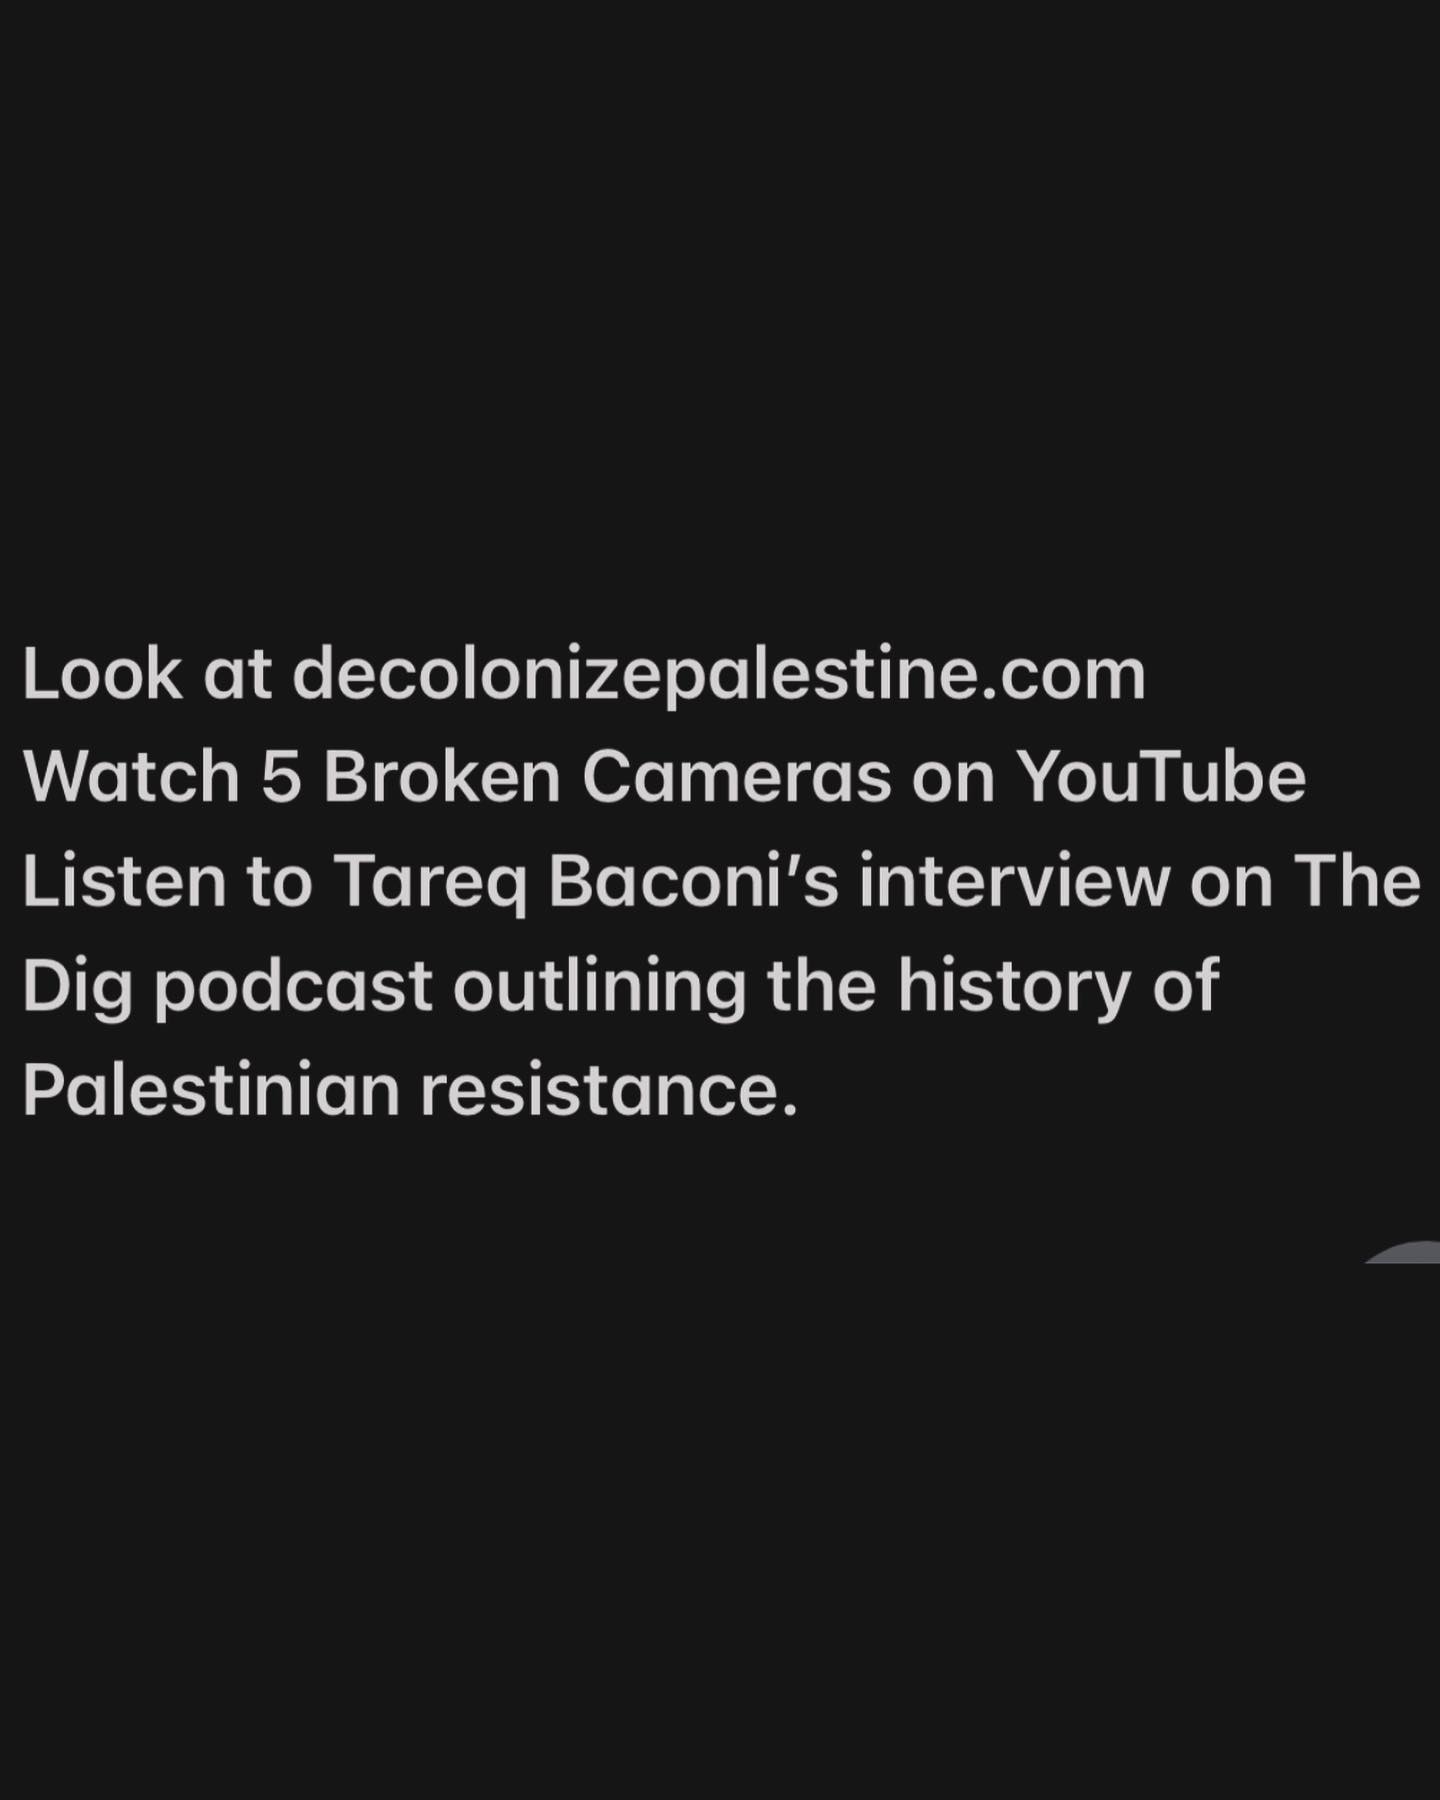 Look at decolonizepalestine.com
Watch 5 Broken Cameras on YouTube
Listen to Tareq Baconi’s interview on The
Dig podcast outlining the history of
Palestinian resistance.